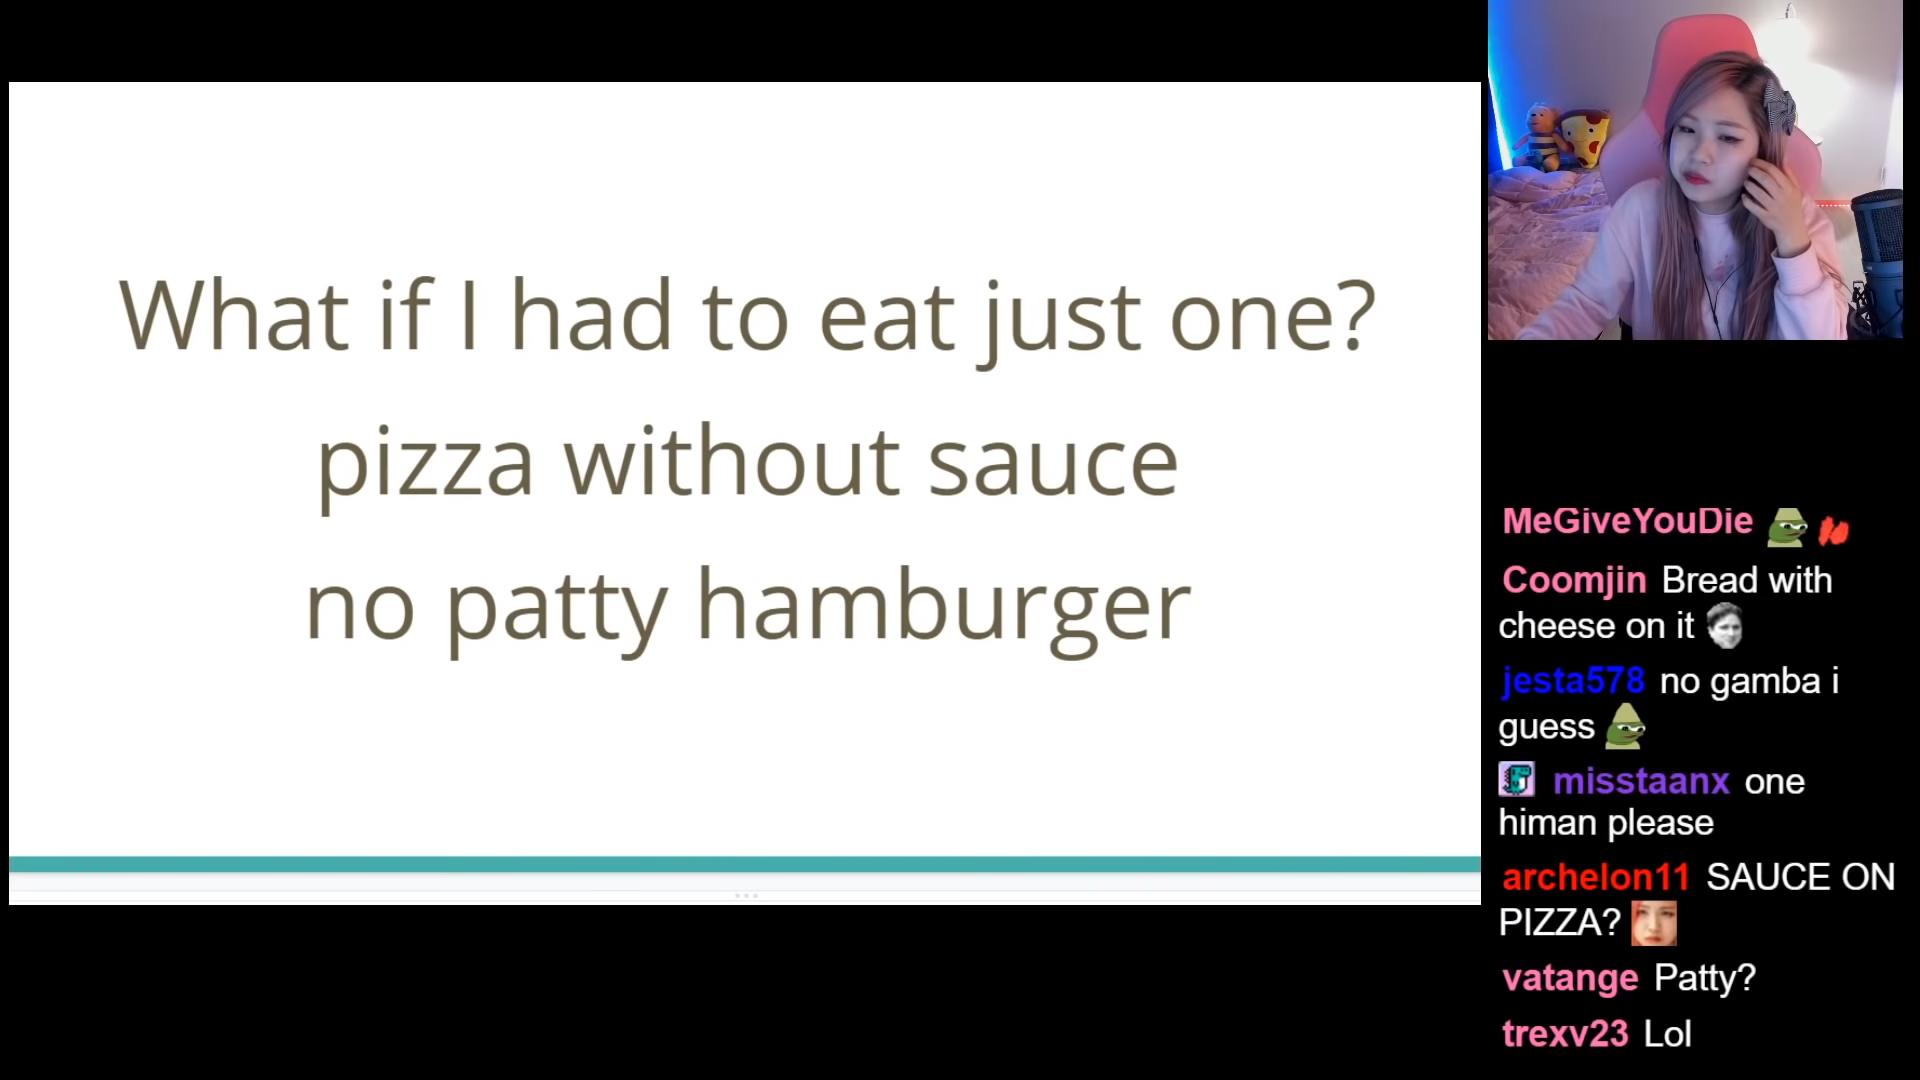 What if I had to eat just one?
pizza without sauce
no patty hamburger
MeGiveYouDie
Coomjin Bread with
cheese on it
jesta578 no gamba i
guess
misstaanx one
himan please
archelon11 SAUCE ON
PIZZA?
vatange Patty?
trexv23 Lol